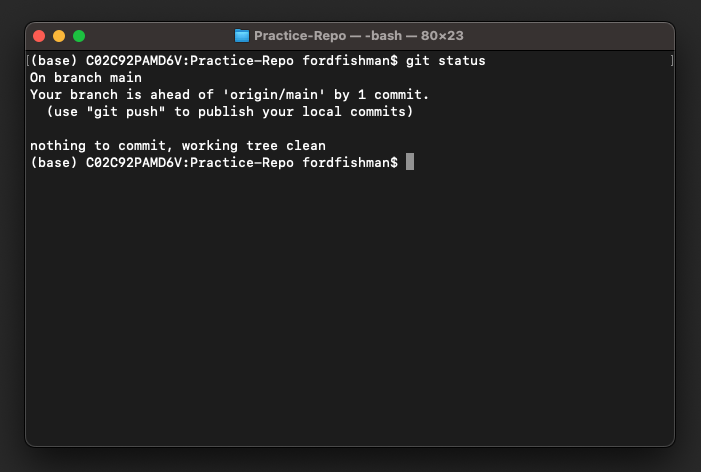 Practice-Repo — -bash — 80×23
(base) C02C92PAMD6V:Practice-Repo fordfishman$ git status
On branch main
Your branch is ahead of 'origin/main' by 1 commit.
  (use "git push" to publish your local commits)

nothing to commit, working tree clean
(base) C02C92PAMD6V:Practice-Repo fordfishman$